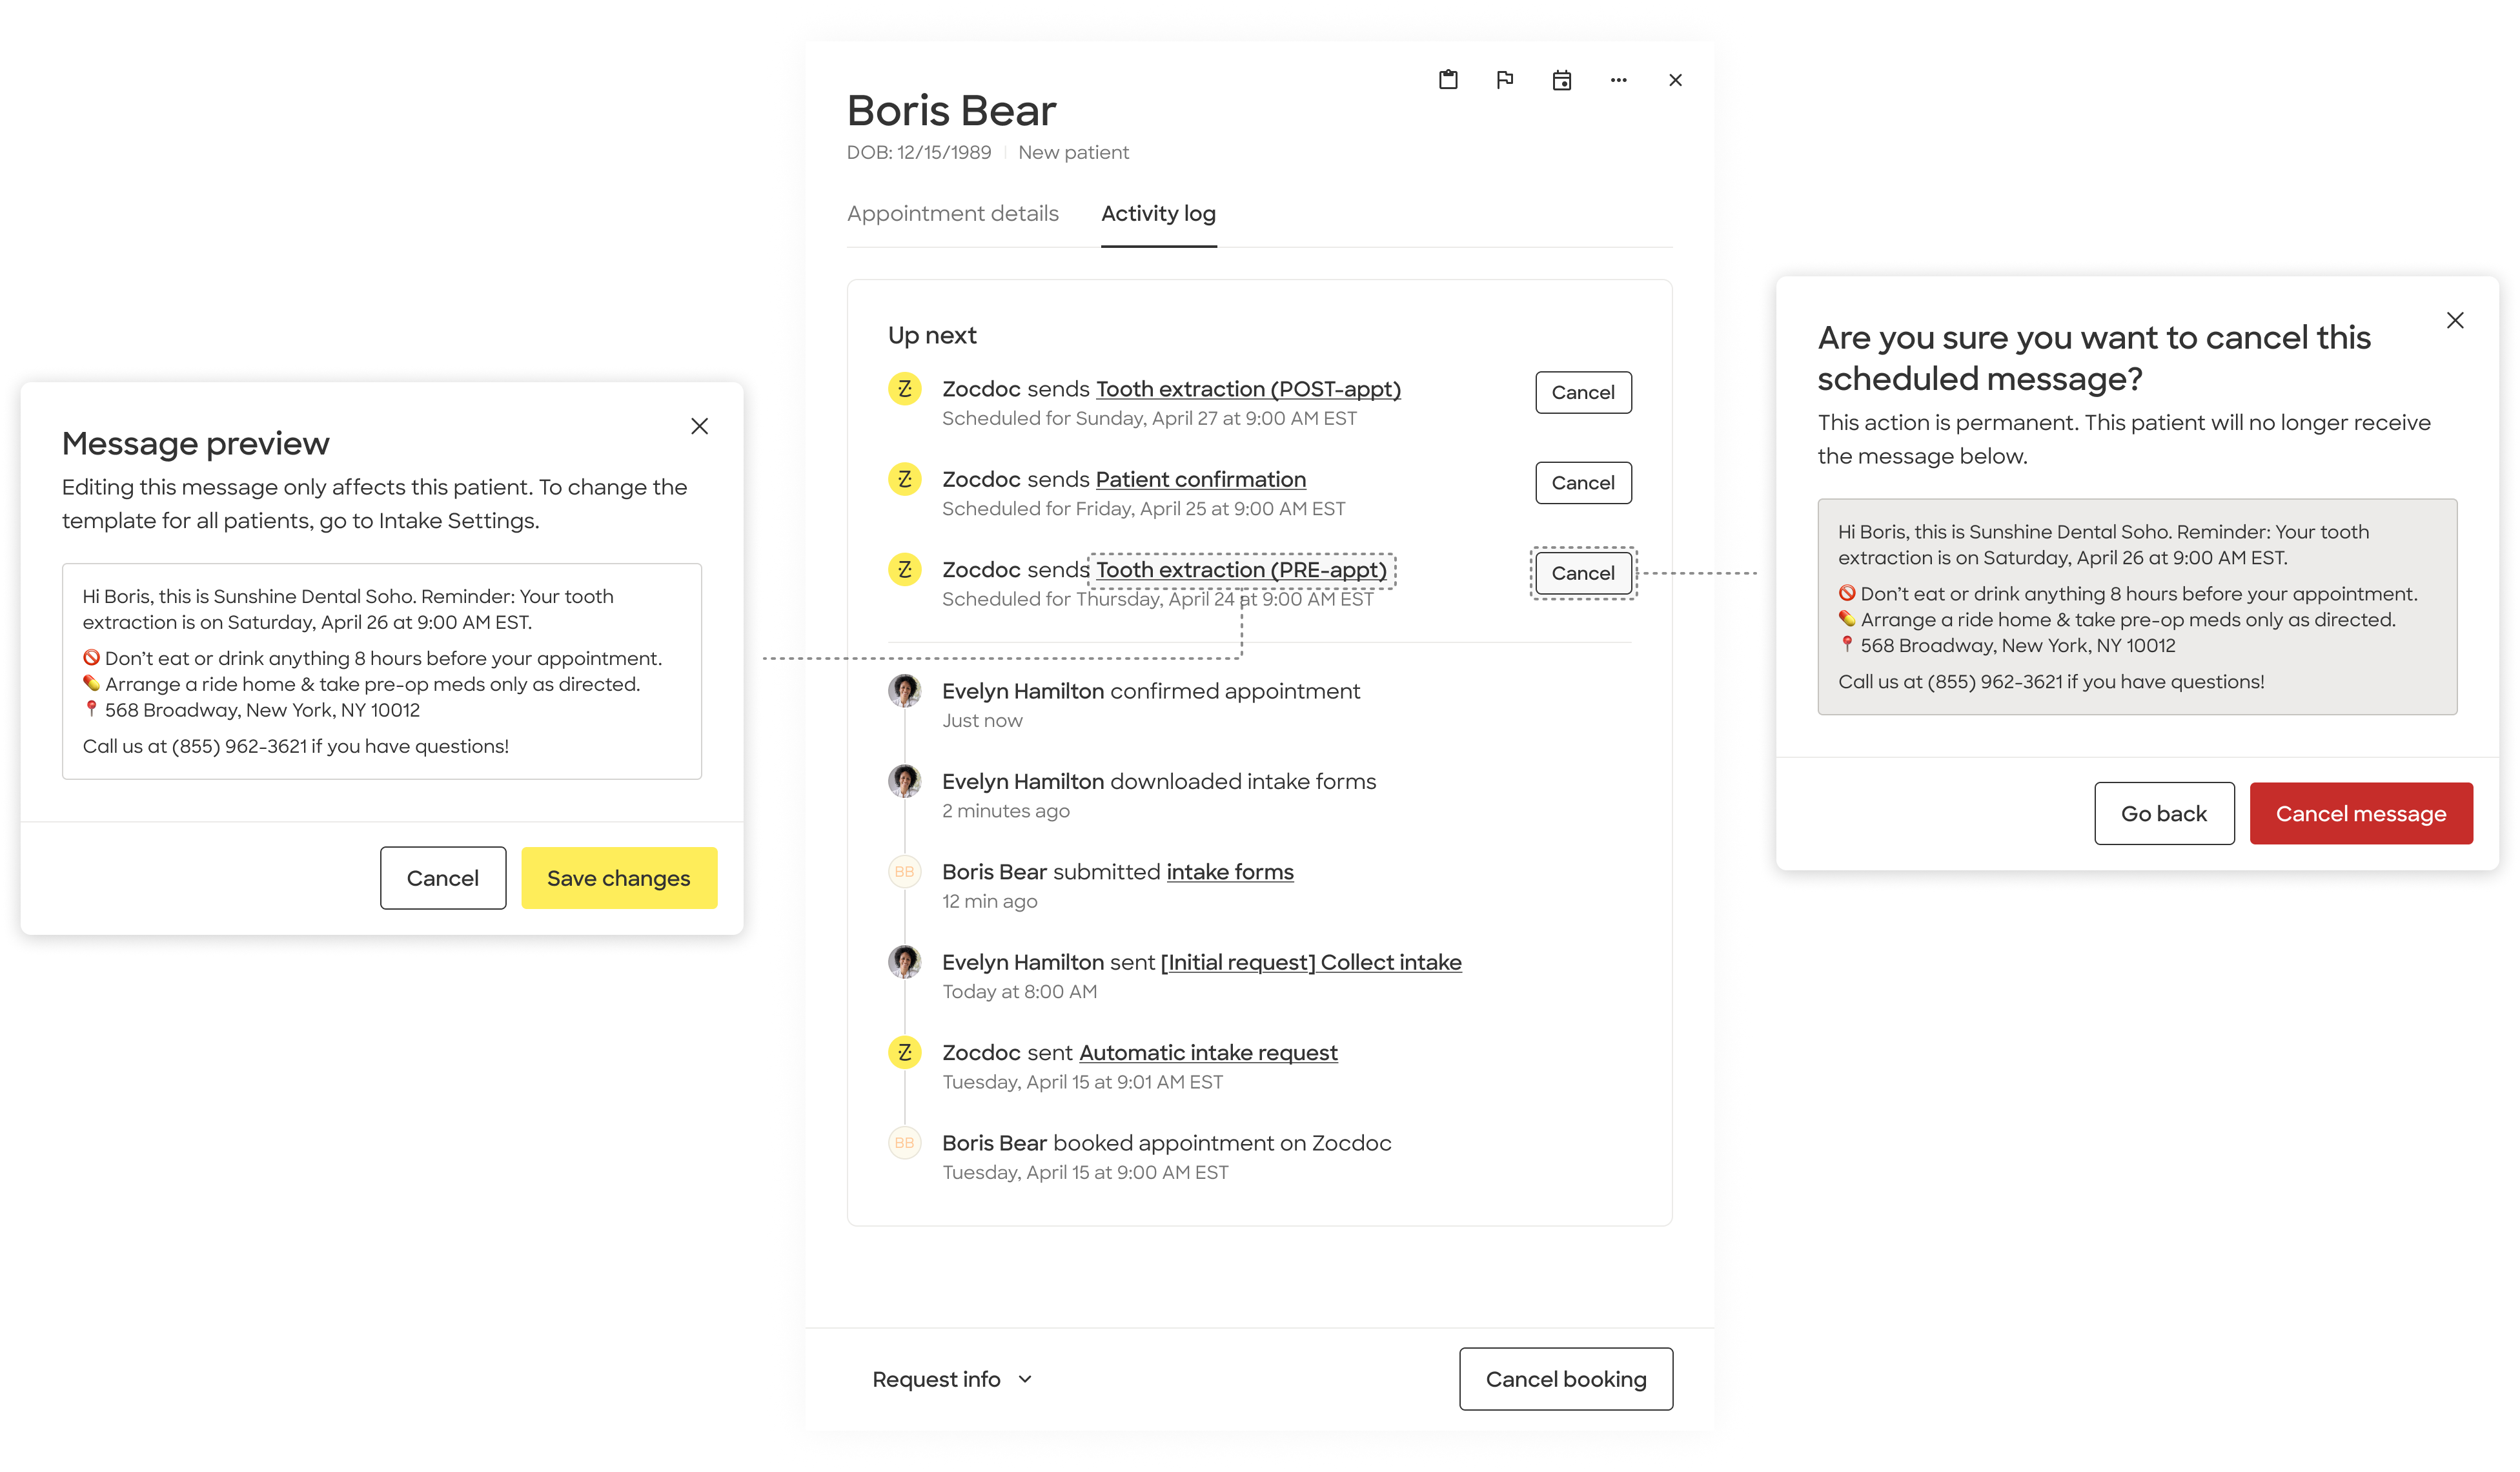 Message preview
Editing this message only affects this patient. To change the
template for all patients, go to Intake Settings.
Hi Boris, this is Sunshine Dental Soho. Reminder: Your tooth
extraction is on Saturday, April 26 at 9:00 AM EST.
🚫 Don’t eat or drink anything 8 hours before your appointment.
💊 Arrange a ride home & take pre-op meds only as directed.
📍 568 Broadway, New York, NY 10012
Call us at (855) 962-3621 if you have questions!
Cancel
Save changes
Boris Bear
DOB: 12/15/1989
New patient
Appointment details
Activity log
Up next
Zocdoc sends Tooth extraction (POST-appt)
Scheduled for Sunday, April 27 at 9:00 AM EST
Cancel
Zocdoc sends Patient confirmation
Scheduled for Friday, April 25 at 9:00 AM EST
Cancel
Zocdoc sends Tooth extraction (PRE-appt)
Scheduled for Thursday, April 24 at 9:00 AM EST
Cancel
Evelyn Hamilton confirmed appointment
Just now
Evelyn Hamilton downloaded intake forms
2 minutes ago
BB
Boris Bear submitted intake forms
12 min ago
Evelyn Hamilton sent [Initial request] Collect intake
Today at 8:00 AM
Zocdoc sent Automatic intake request
Tuesday, April 15 at 9:01 AM EST
BB
Boris Bear booked appointment on Zocdoc
Tuesday, April 15 at 9:00 AM EST
Request info
Cancel booking
Are you sure you want to cancel this
scheduled message?
This action is permanent. This patient will no longer receive
the message below.
Hi Boris, this is Sunshine Dental Soho. Reminder: Your tooth
extraction is on Saturday, April 26 at 9:00 AM EST.
🚫 Don’t eat or drink anything 8 hours before your appointment.
💊 Arrange a ride home & take pre-op meds only as directed.
📍 568 Broadway, New York, NY 10012
Call us at (855) 962-3621 if you have questions!
Go back
Cancel message